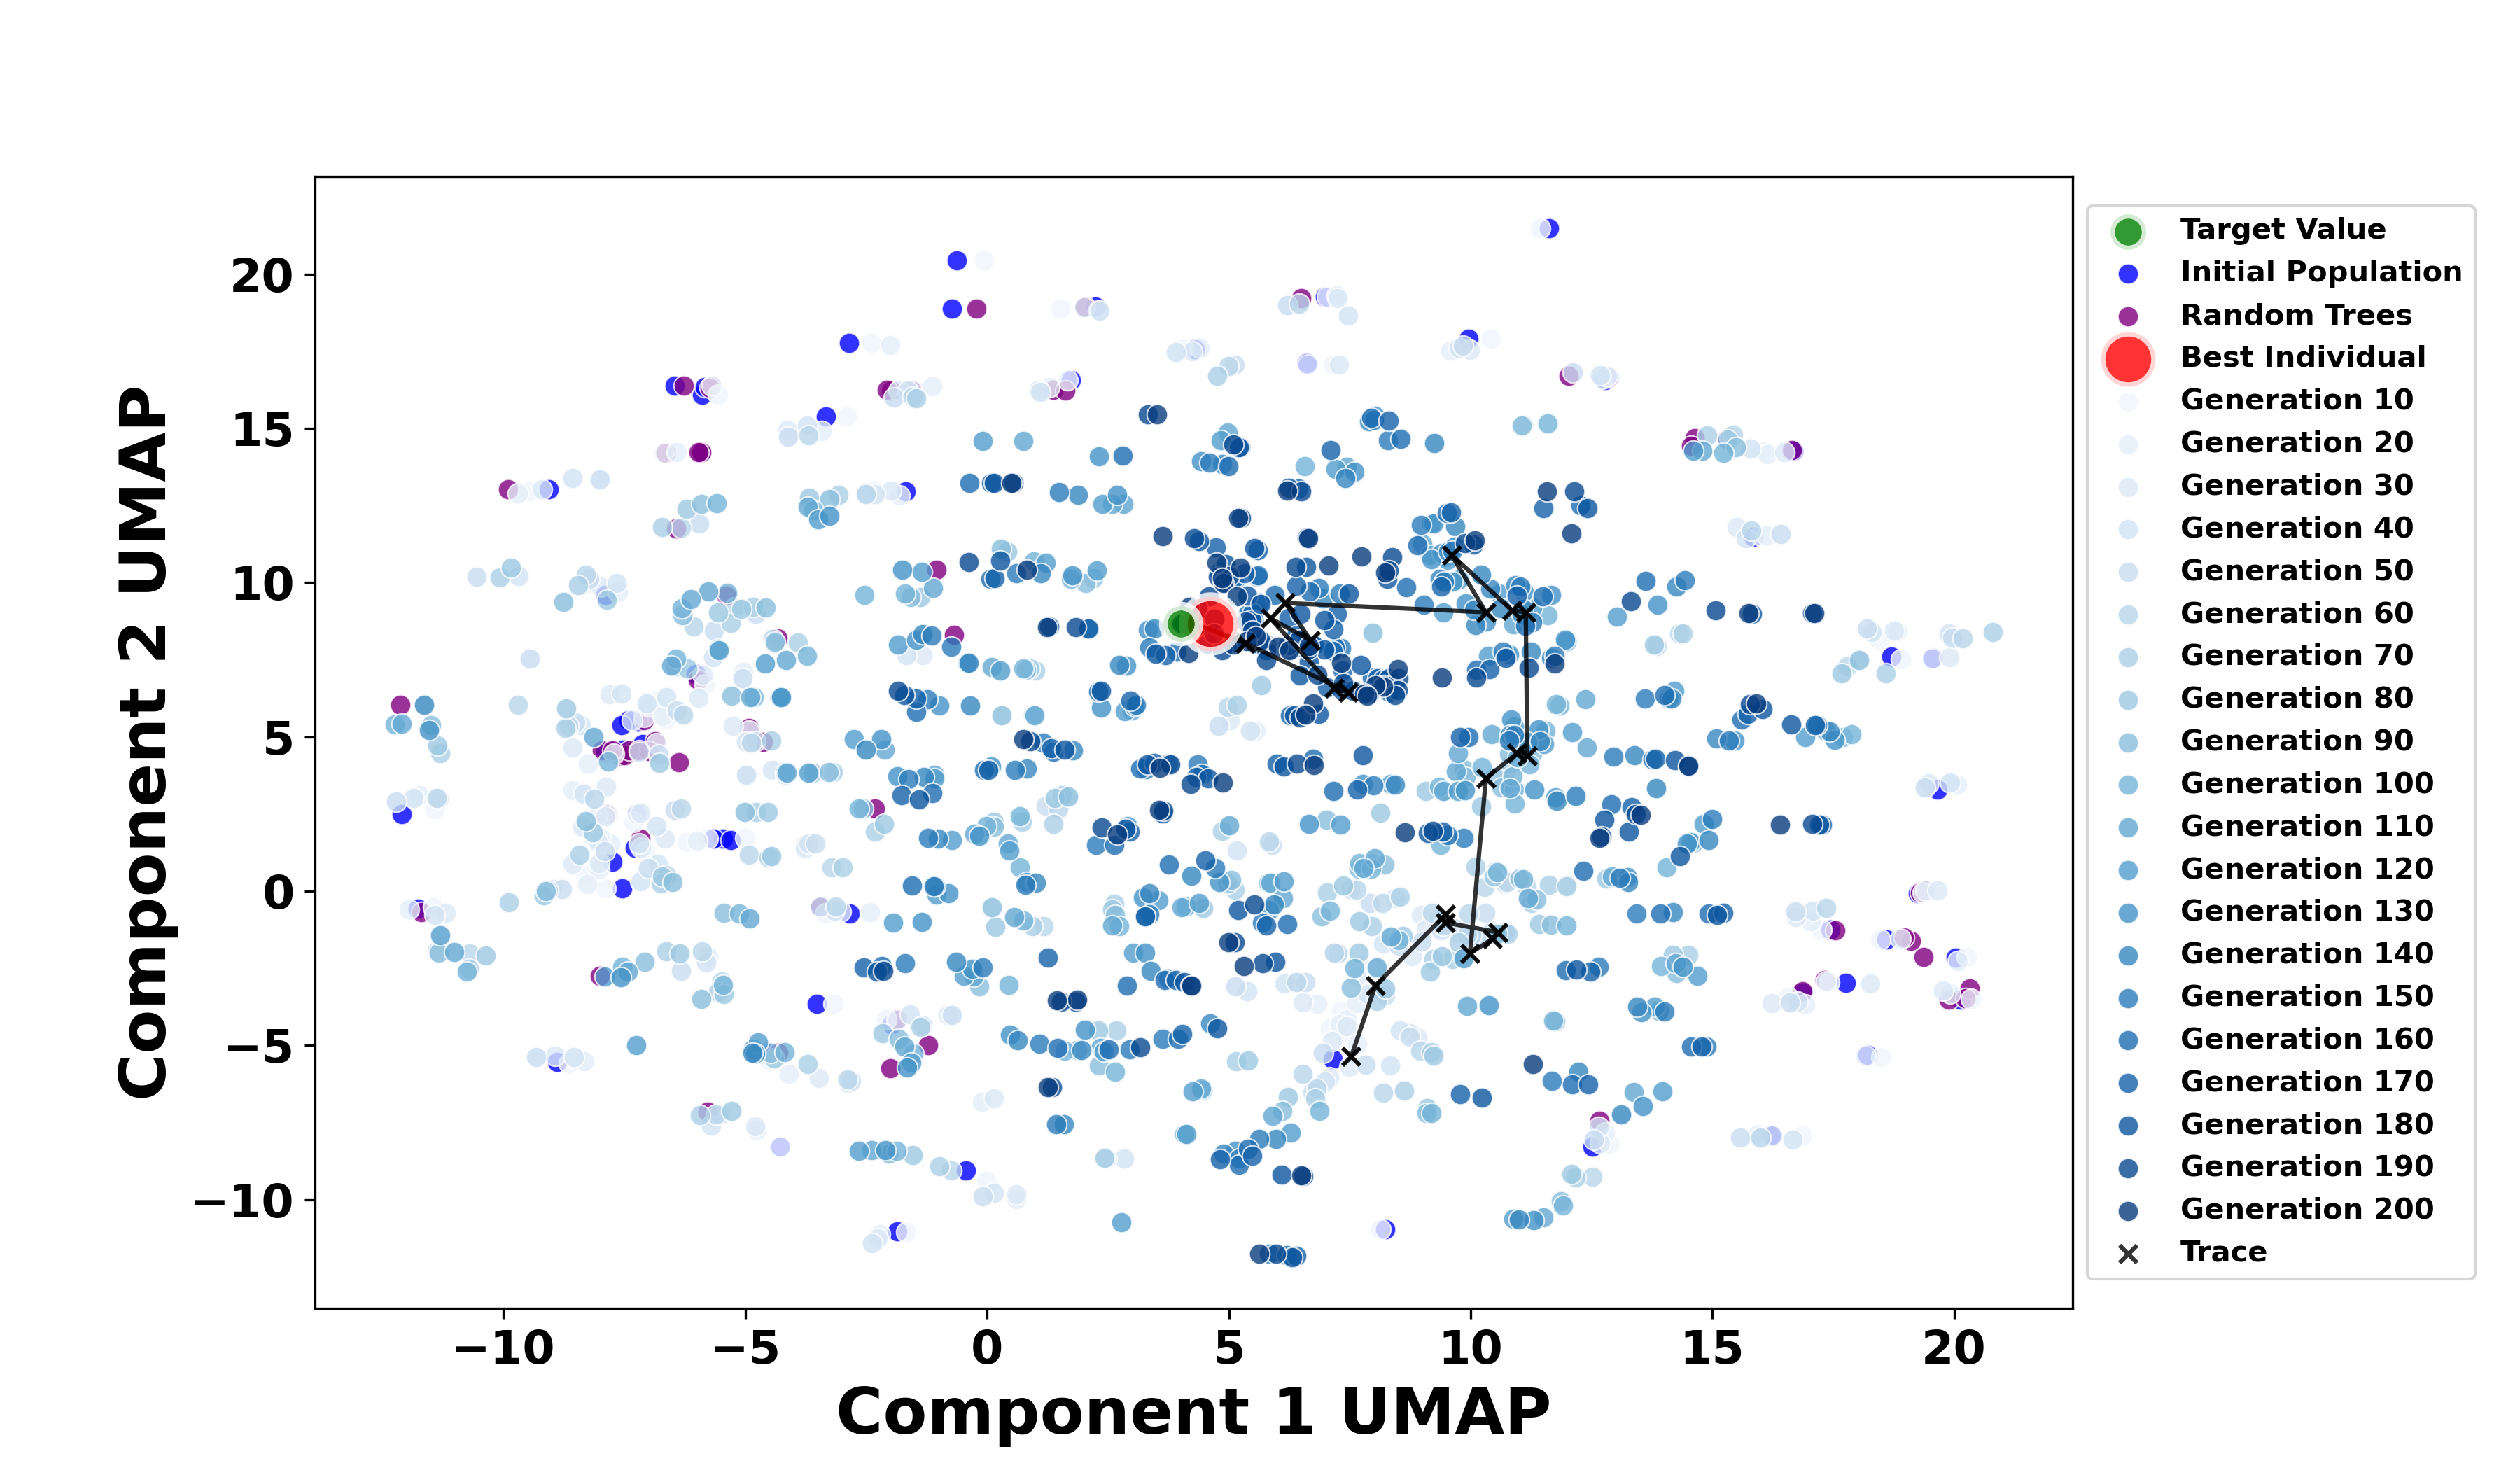 Component 2 UMAP
20
15
10
5
0
−5
−10
−10
−5
0
5
10
15
20
Component 1 UMAP
Target Value
Initial Population
Random Trees
Best Individual
Generation 10
Generation 20
Generation 30
Generation 40
Generation 50
Generation 60
Generation 70
Generation 80
Generation 90
Generation 100
Generation 110
Generation 120
Generation 130
Generation 140
Generation 150
Generation 160
Generation 170
Generation 180
Generation 190
Generation 200
Trace